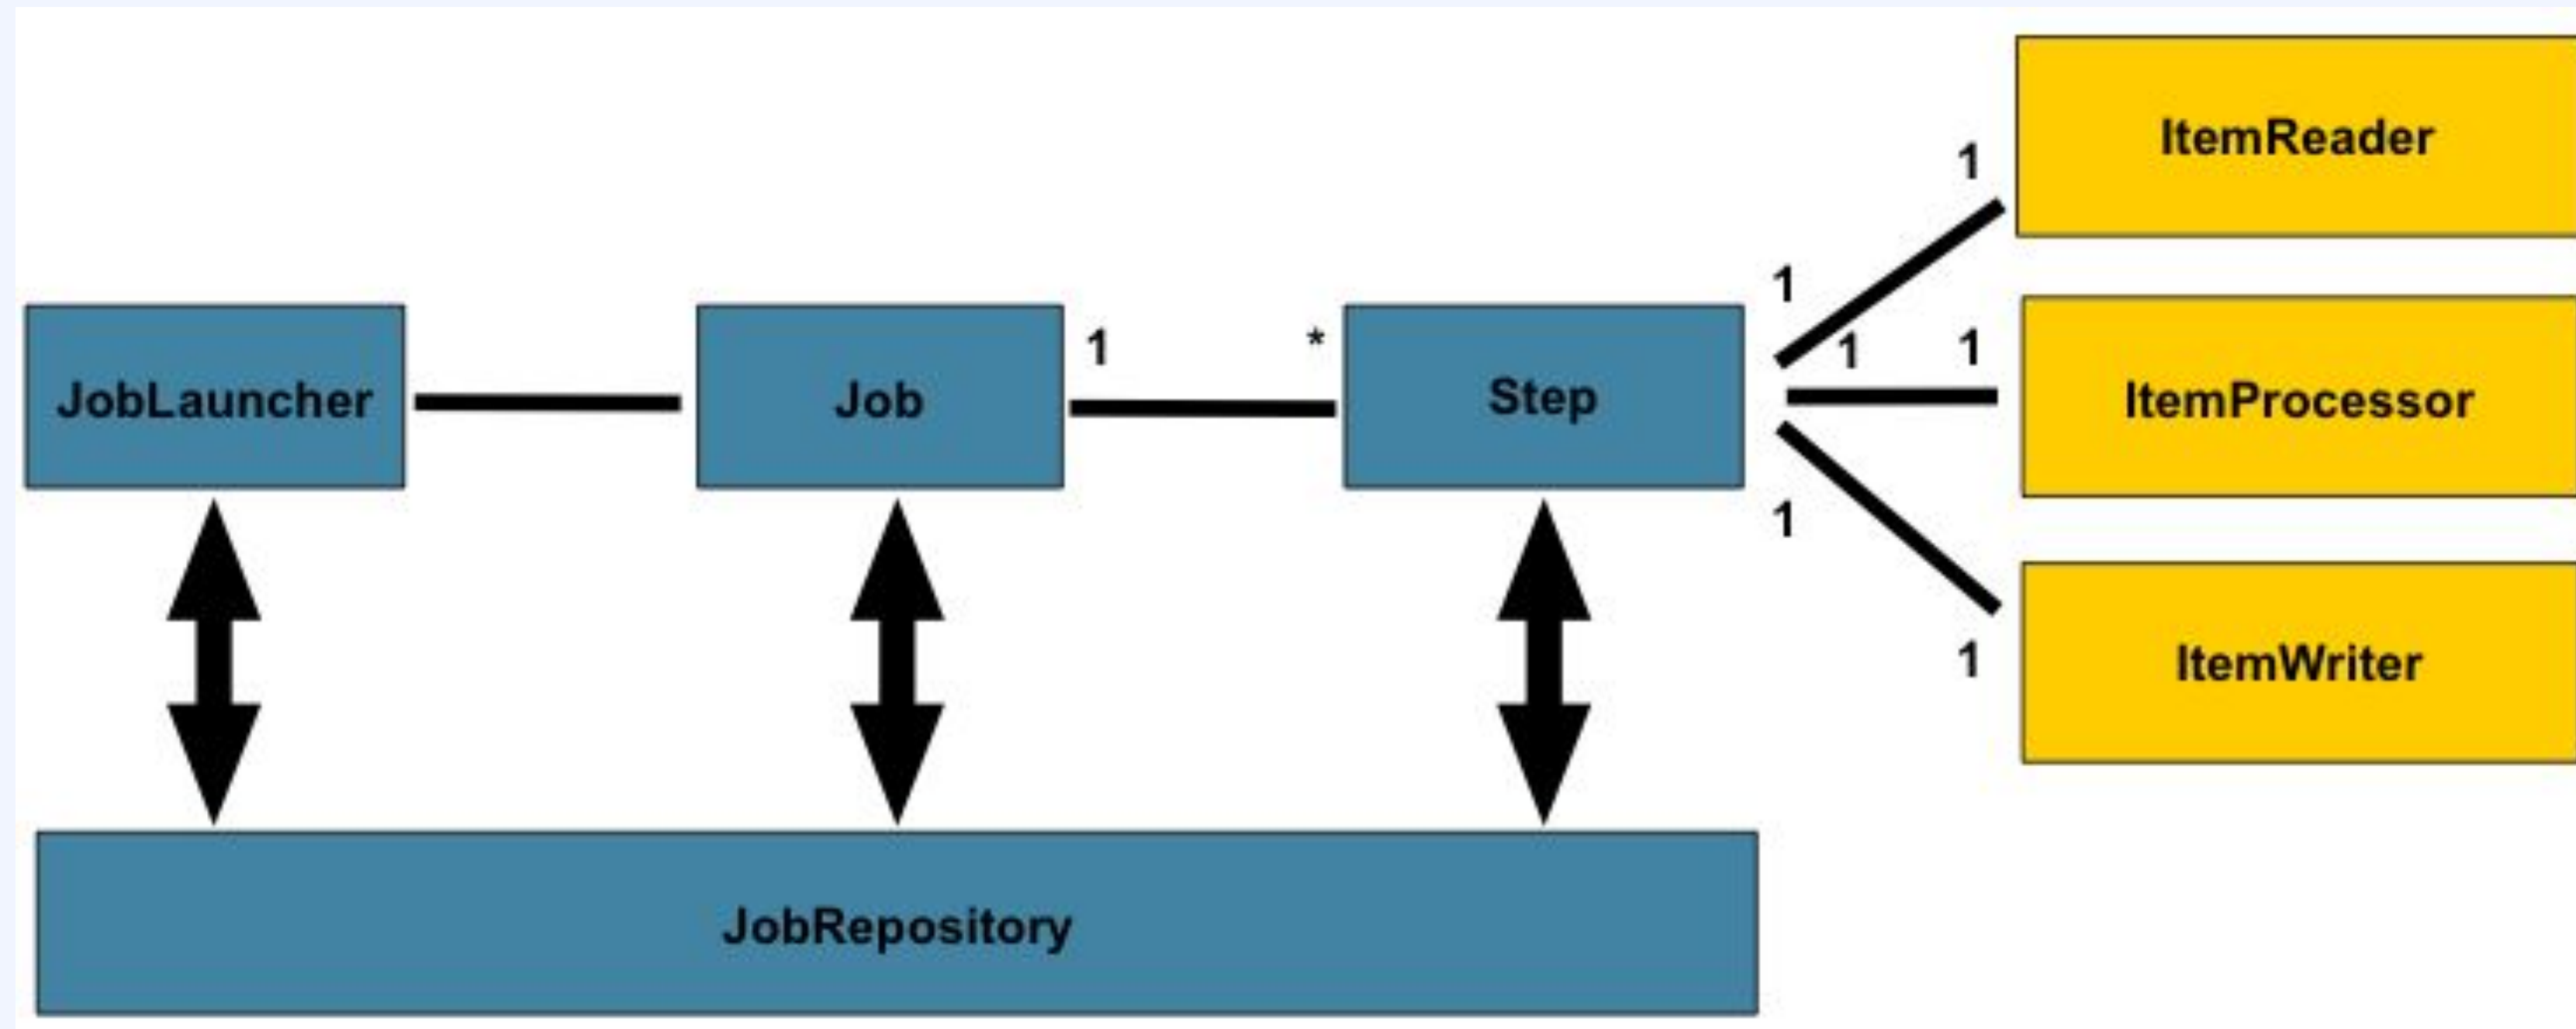 ItemReader
1
1
JobLauncher
Job
1
*
Step
1
1
ItemProcessor
1
1
ItemWriter
JobRepository